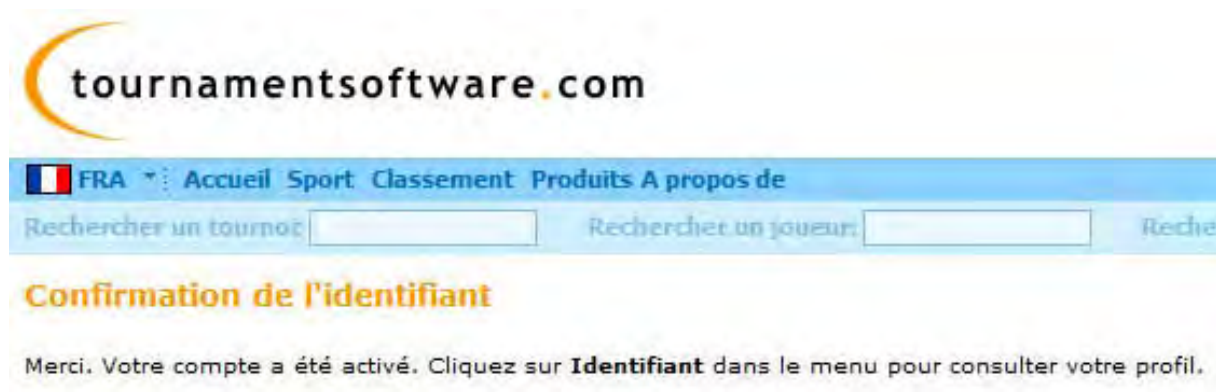 tournamentsoftware.com
FRA Accueil Sport Classement Produits A propos de
Rechercher un tournoi: Rechercher un joueur: Reche
Confirmation de l'identifiant
Merci. Votre compte a été activé. Cliquez sur Identifiant dans le menu pour consulter votre profil.